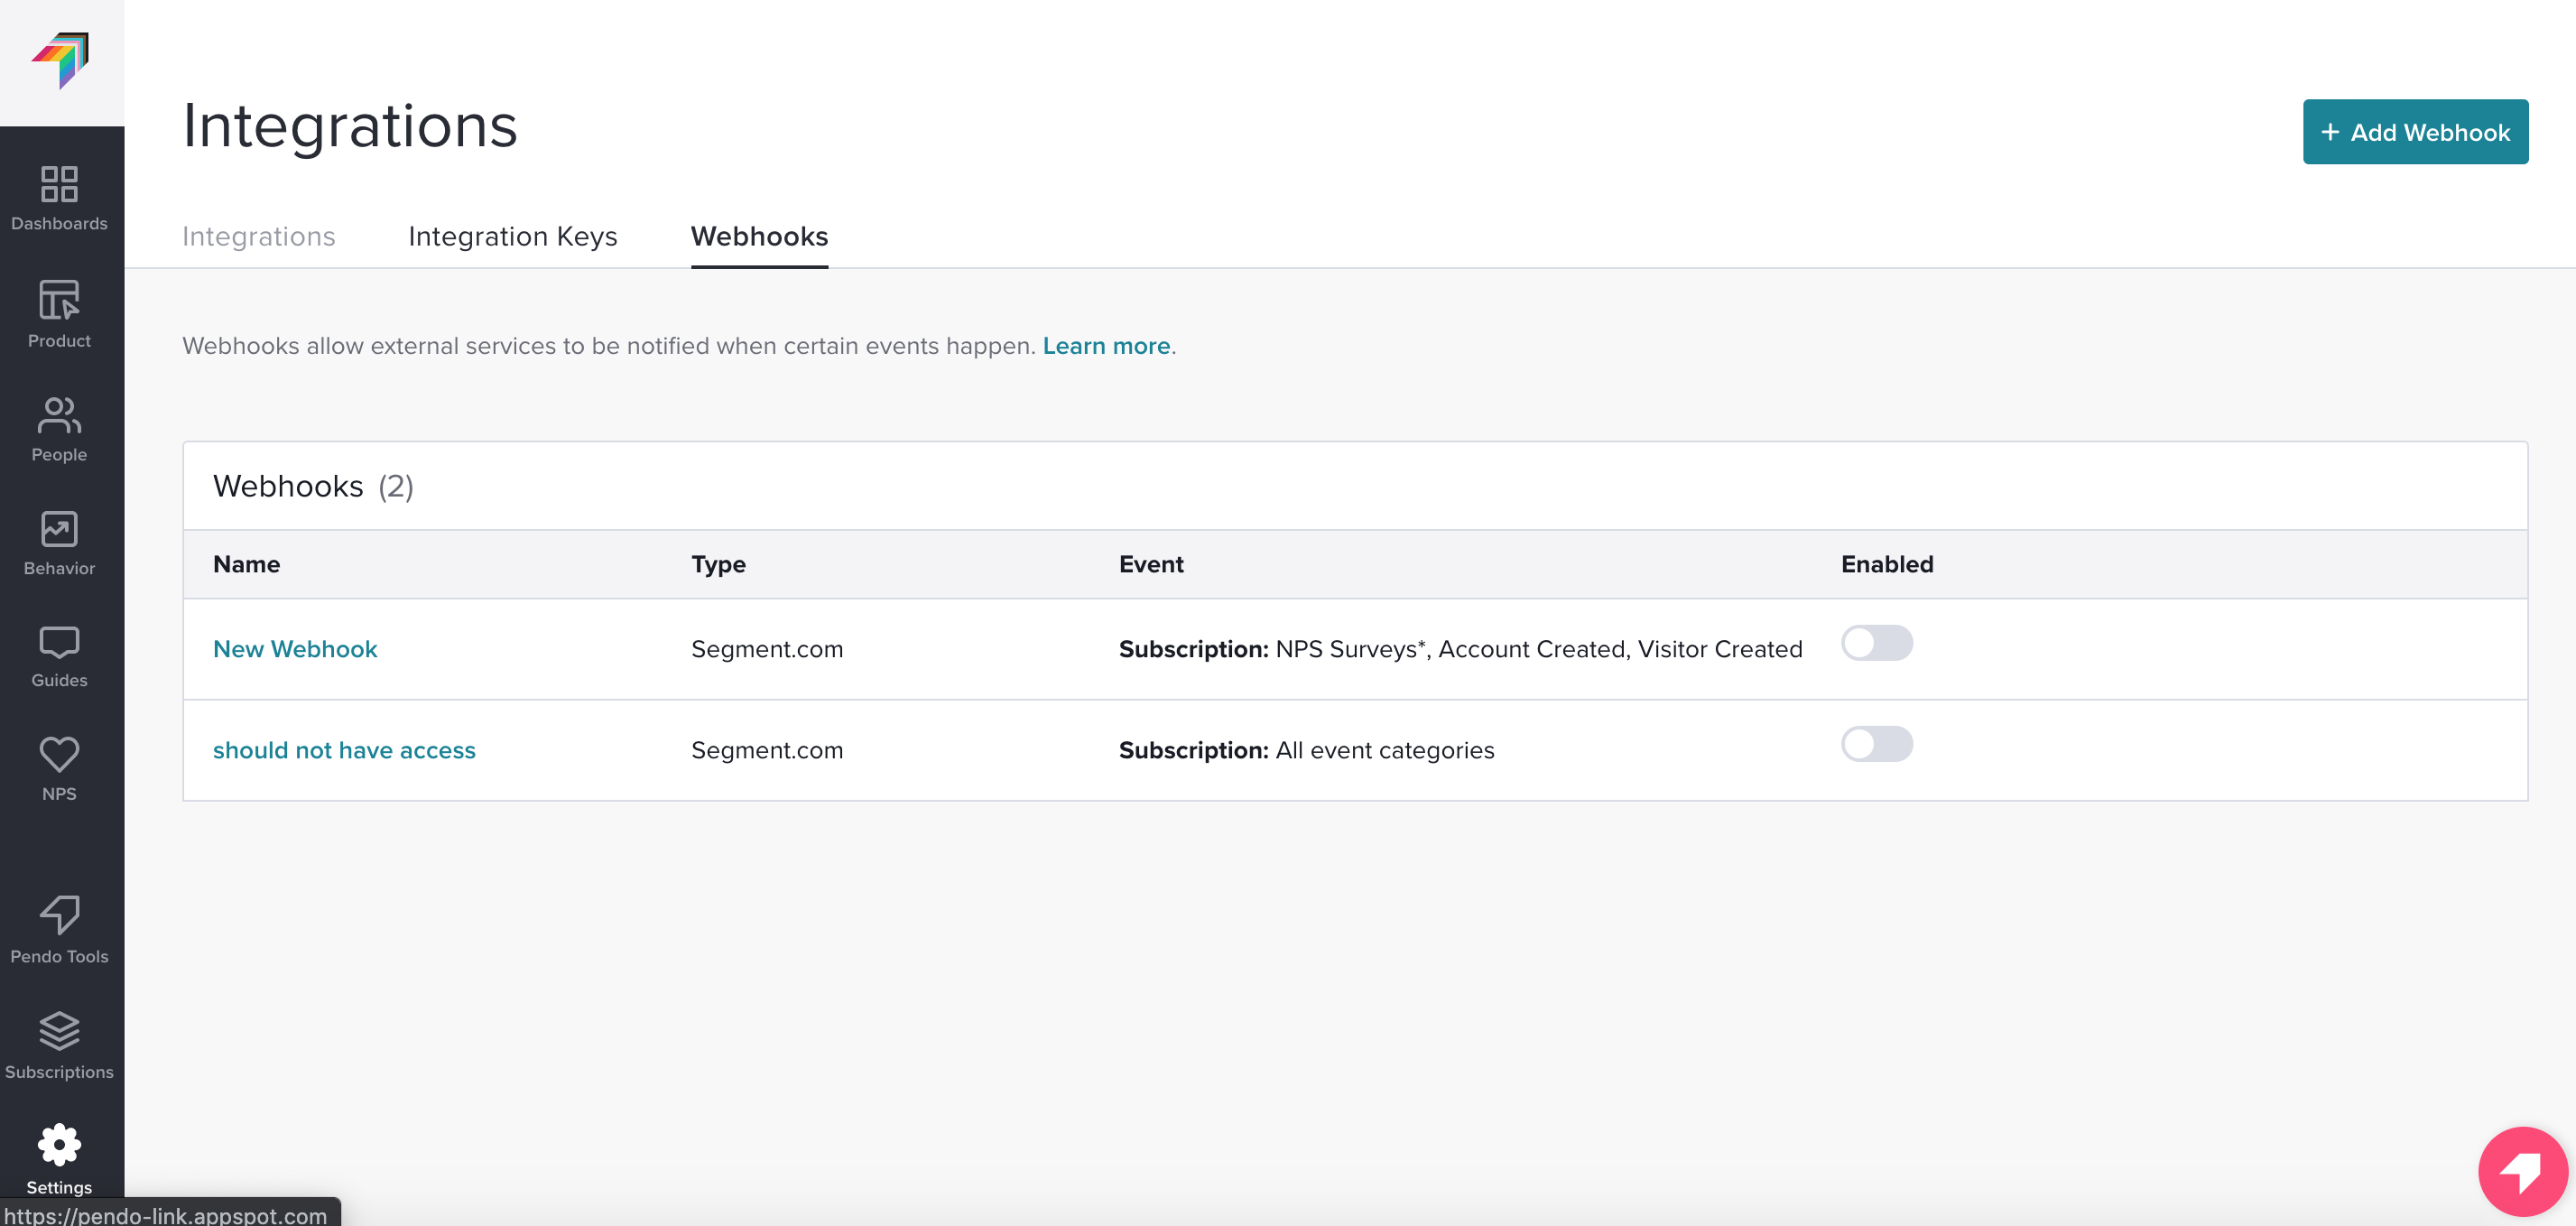 Integrations
+ Add Webhook
Dashboards
Product
People
Behavior
Guides
NPS
Pendo Tools
Subscriptions
Settings
Integrations Integration Keys Webhooks
Webhooks allow external services to be notified when certain events happen. Learn more.
Webhooks (2)
Name Type Event Enabled
New Webhook Segment.com Subscription: NPS Surveys*, Account Created, Visitor Created
should not have access Segment.com Subscription: All event categories
https://pendo-link.appspot.com